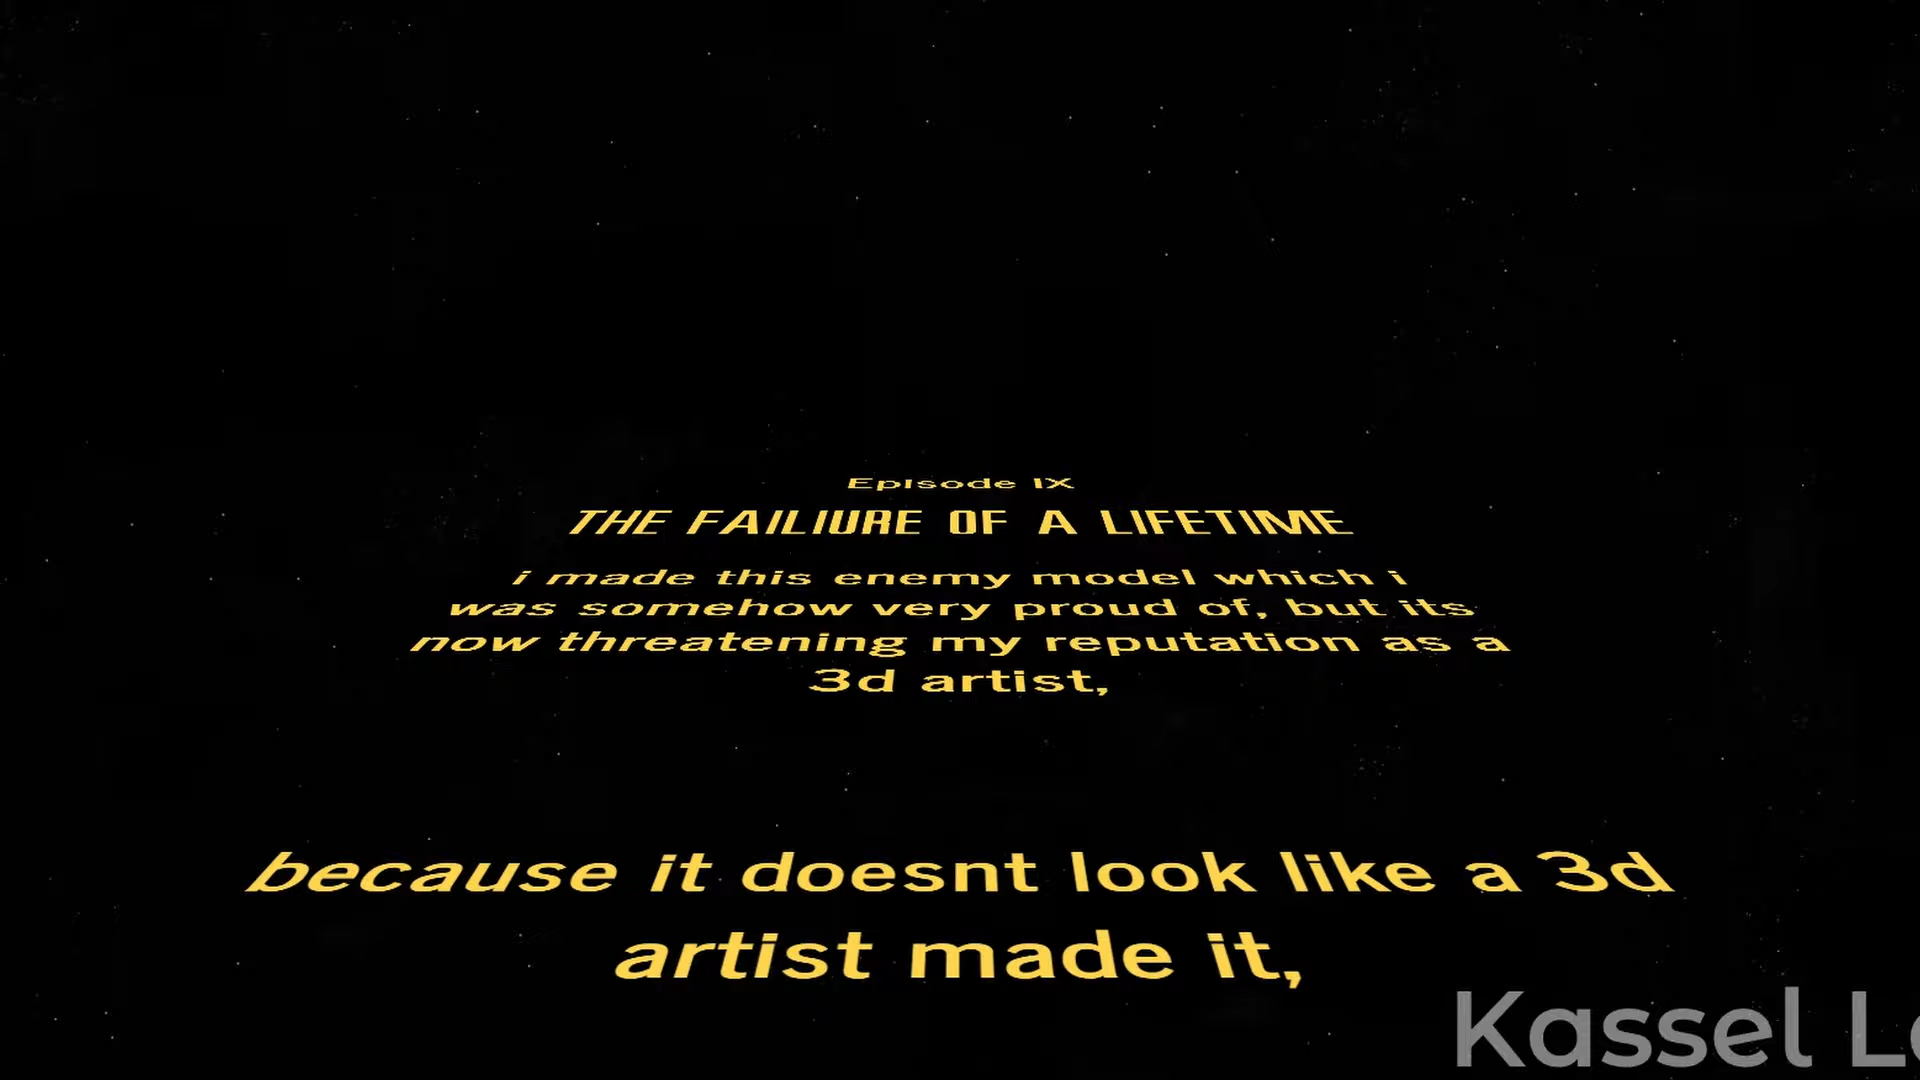 Episode IX
THE FAILIURE OF A LIFETIME
i made this enemy model which i
was somehow very proud of, but its
now threatening my reputation as a
3d artist,
because it doesnt look like a 3d
artist made it,
Kassel